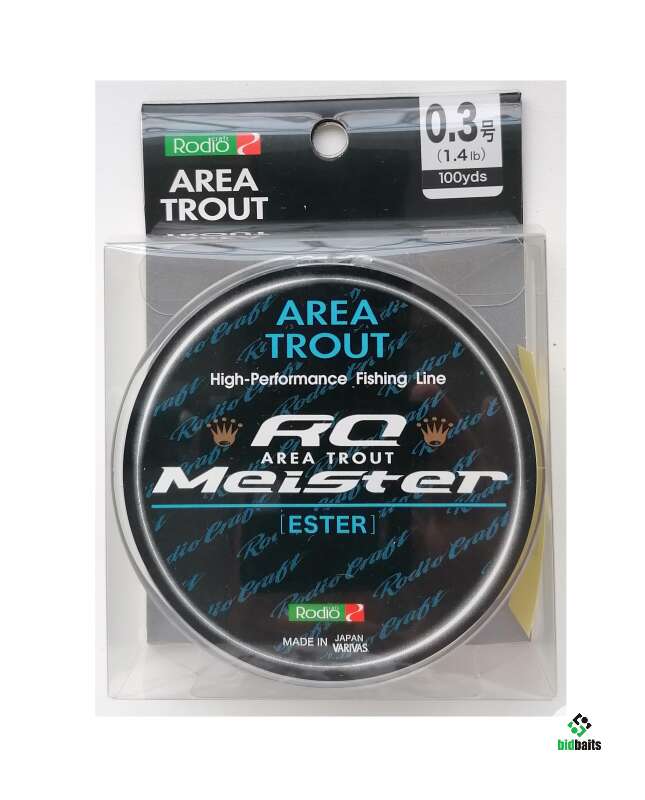 Rodio craft
AREA
TROUT
0.3号
(1.4lb)
100yds
AREA
TROUT
High-Performance Fishing Line
RC
AREA TROUT
Meister
[ESTER]
Rodio craft
MADE IN JAPAN
VARIVAS
bidbaits